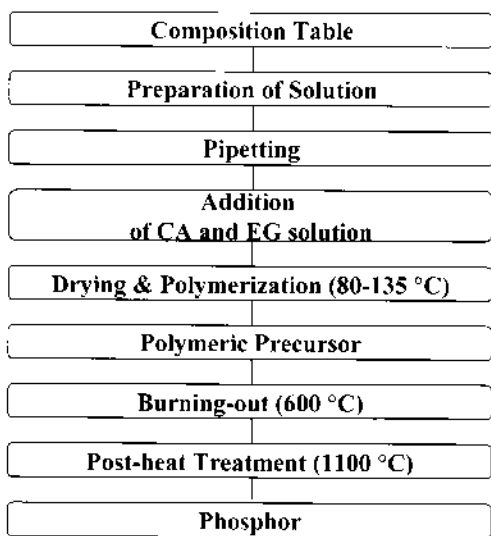 Composition Table
Preparation of Solution
Pipetting
Addition
of CA and EG solution
Drying & Polymerization (80-135 °C)
Polymeric Precursor
Burning-out (600 °C)
Post-heat Treatment (1100 °C)
Phosphor